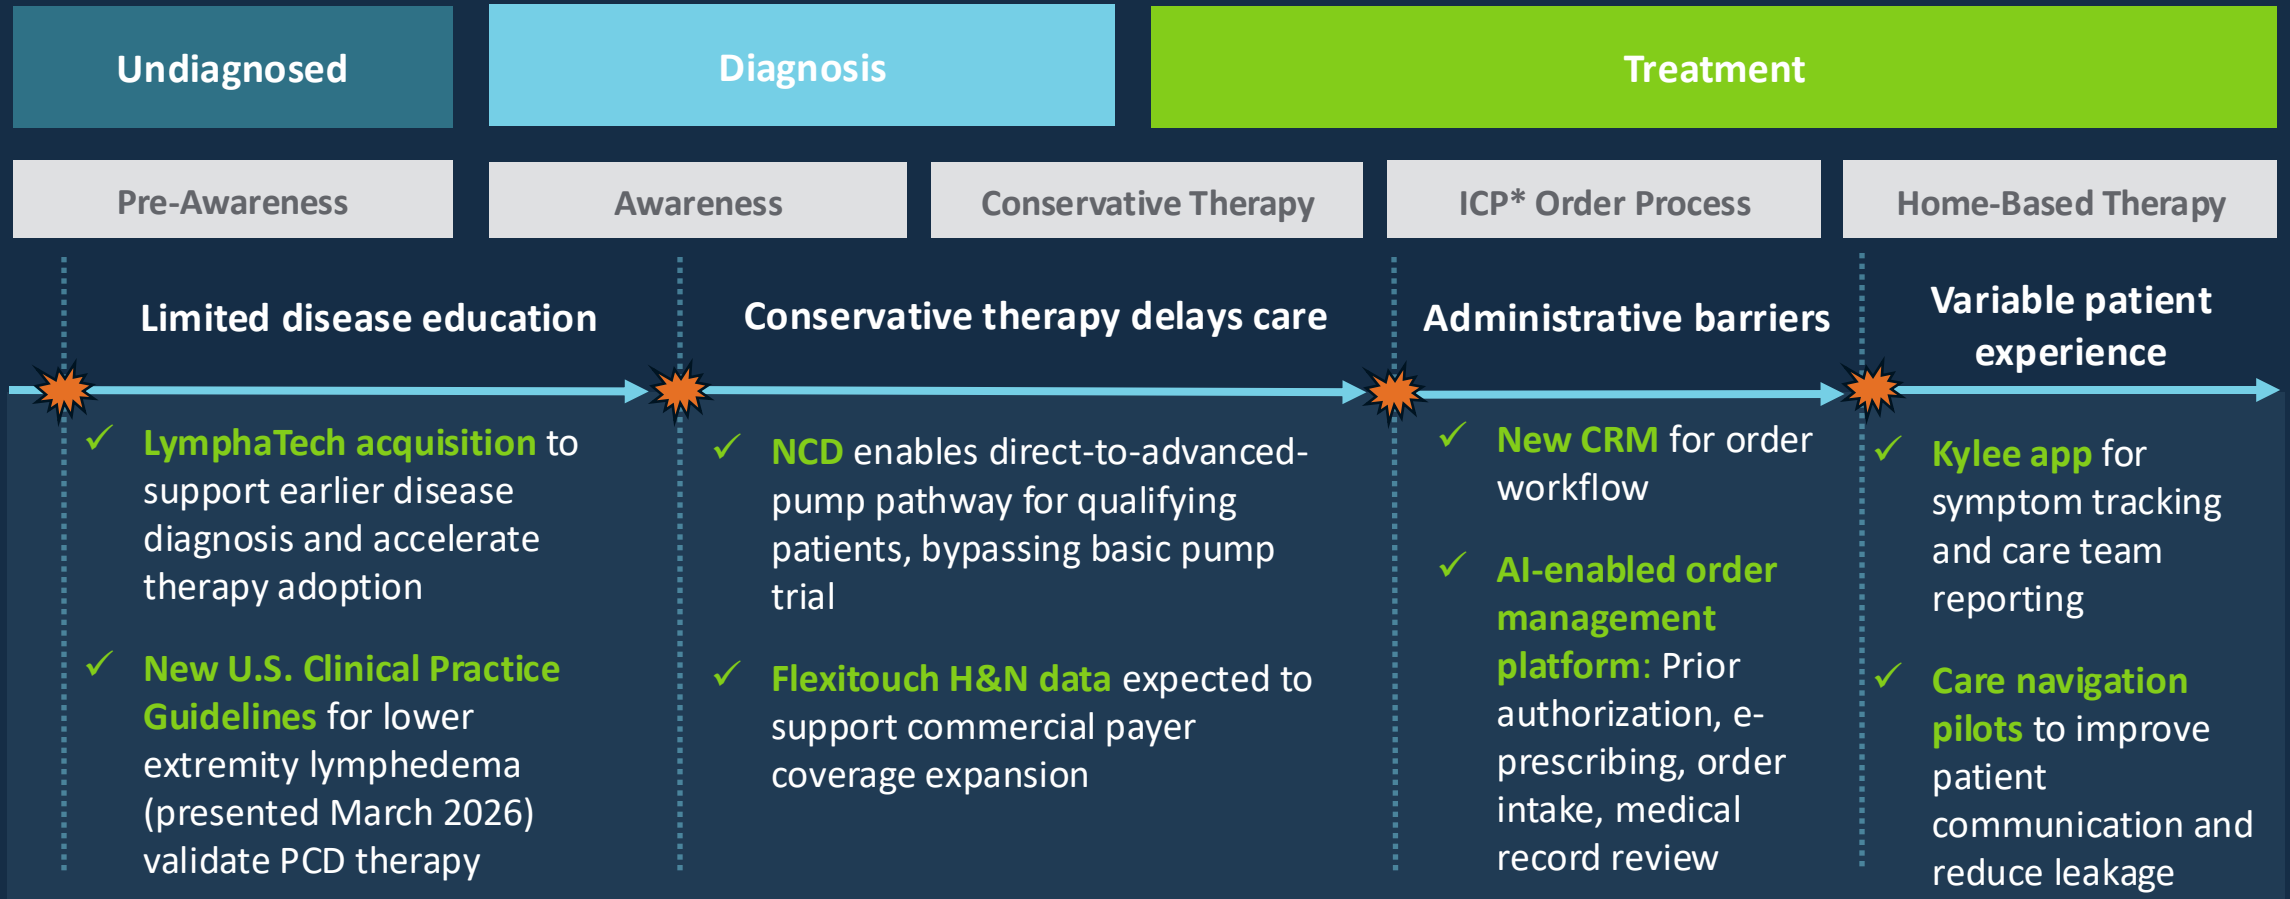 Undiagnosed
Diagnosis
Treatment
Pre-Awareness
Awareness
Conservative Therapy
ICP* Order Process
Home-Based Therapy
Limited disease education
Conservative therapy delays care
Administrative barriers
Variable patient
experience
✓ LymphaTech acquisition to
support earlier disease
diagnosis and accelerate
therapy adoption
✓ New U.S. Clinical Practice
Guidelines for lower
extremity lymphedema
(presented March 2026)
validate PCD therapy
✓ NCD enables direct-to-advanced-
pump pathway for qualifying
patients, bypassing basic pump
trial
✓ Flexitouch H&N data expected to
support commercial payer
coverage expansion
✓ New CRM for order
workflow
✓ AI-enabled order
management
platform: Prior
authorization, e-
prescribing, order
intake, medical
record review
✓ Kylee app for
symptom tracking
and care team
reporting
✓ Care navigation
pilots to improve
patient
communication and
reduce leakage